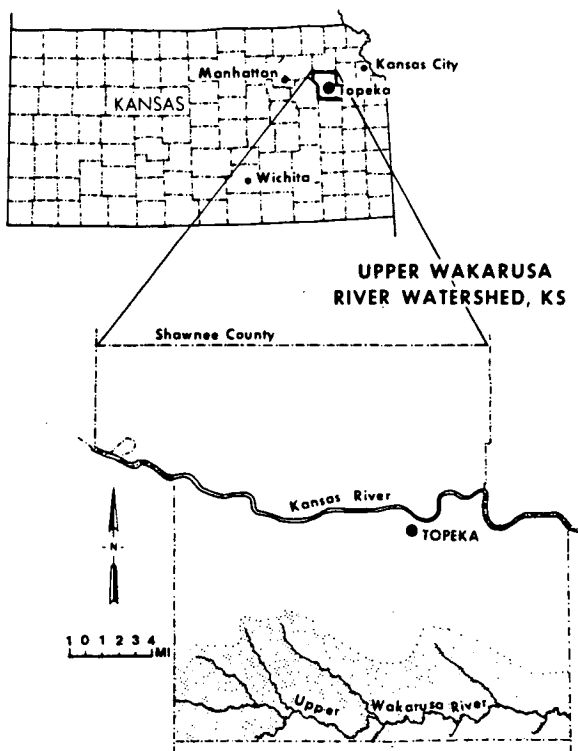 Manhattan
Kansas City
Topeka
KANSAS
Wichita
UPPER WAKARUSA
RIVER WATERSHED, KS
Shawnee County
Kansas River
TOPEKA
N
1 0 1 2 3 4
MI
Upper Wakarusa River